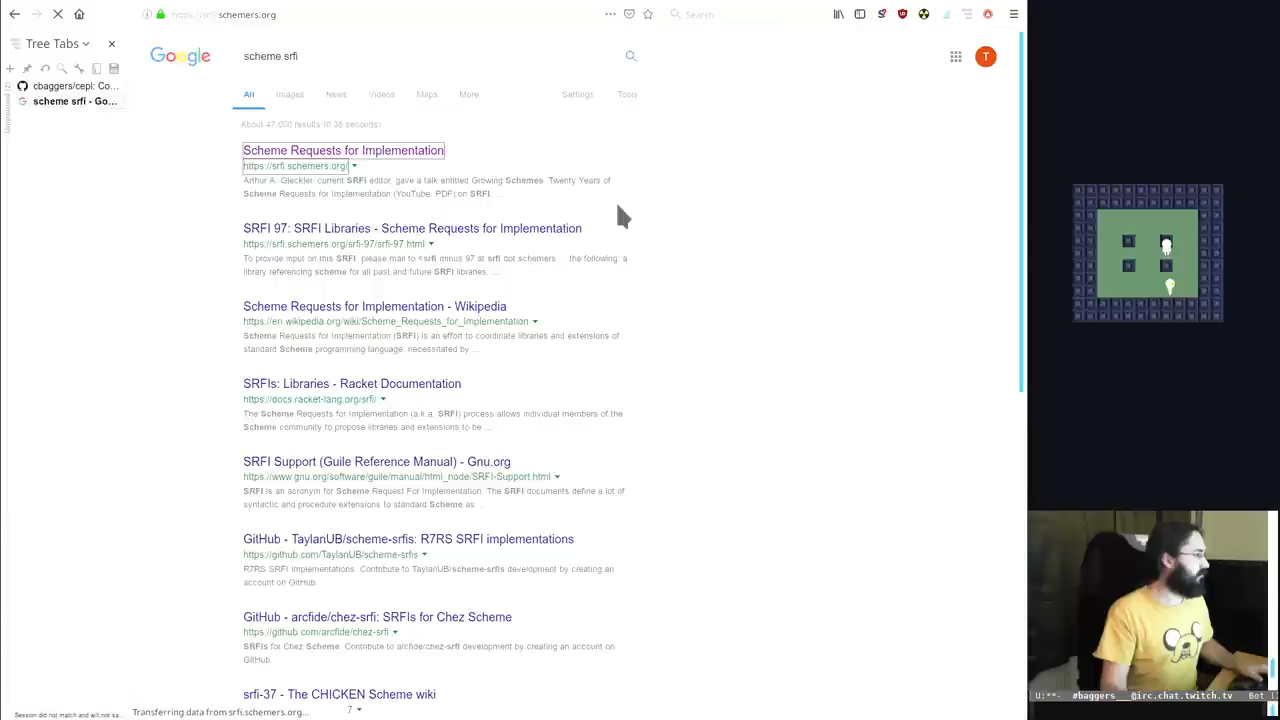 https://srfi.schemers.org
Search
Tree Tabs
Google
scheme srfi
T
cbaggers/cepl: Co...
scheme srfi - Go...
All
Images
News
Videos
Maps
More
Settings
Tools
About 47,000 results (0.36 seconds)
Scheme Requests for Implementation
https://srfi.schemers.org/
Arthur A. Gleckler, current SRFI editor, gave a talk entitled Growing Schemes: Twenty Years of
Scheme Requests for Implementation (YouTube, PDF) on SRFI. ...
SRFI 97: SRFI Libraries - Scheme Requests for Implementation
https://srfi.schemers.org/srfi-97/srfi-97.html
To provide input on this SRFI, please mail to <srfi minus 97 at srfi dot schemers ... the following: a
library referencing scheme for all past and future SRFI libraries. ...
Scheme Requests for Implementation - Wikipedia
https://en.wikipedia.org/wiki/Scheme_Requests_for_Implementation
Scheme Requests for Implementation (SRFI) is an effort to coordinate libraries and extensions of
standard Scheme programming language, necessitated by ...
SRFIs: Libraries - Racket Documentation
https://docs.racket-lang.org/srfi/
The Scheme Requests for Implementation (a.k.a. SRFI) process allows individual members of the
Scheme community to propose libraries and extensions to be ...
SRFI Support (Guile Reference Manual) - Gnu.org
https://www.gnu.org/software/guile/manual/html_node/SRFI-Support.html
SRFI is an acronym for Scheme Request For Implementation. The SRFI documents define a lot of
syntactic and procedure extensions to standard Scheme as ...
GitHub - TaylanUB/scheme-srfis: R7RS SRFI implementations
https://github.com/TaylanUB/scheme-srfis
R7RS SRFI implementations. Contribute to TaylanUB/scheme-srfis development by creating an
account on GitHub.
GitHub - arcfide/chez-srfi: SRFIs for Chez Scheme
https://github.com/arcfide/chez-srfi
SRFIs for Chez Scheme. Contribute to arcfide/chez-srfi development by creating an account on
GitHub.
srfi-37 - The CHICKEN Scheme wiki
7
Transferring data from srfi.schemers.org...
Session did not match and will not sa...
U:**- #baggers___@irc.chat.twitch.tv Bot